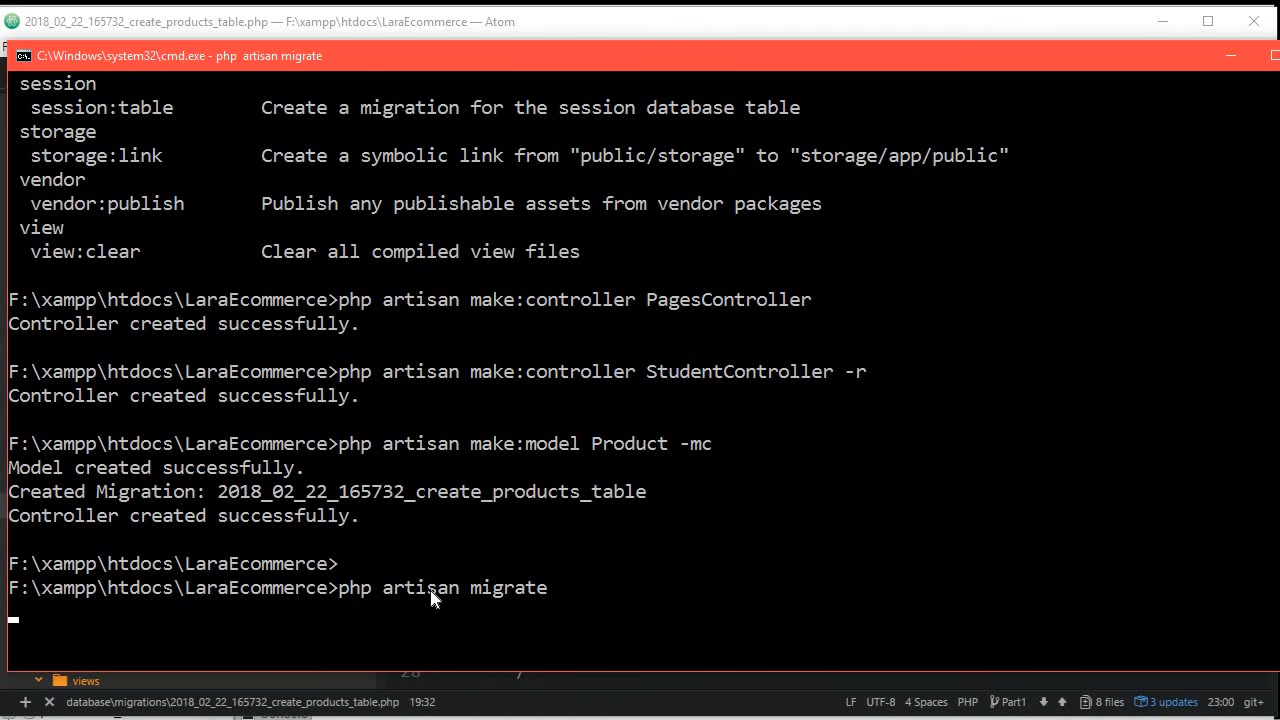 2018_02_22_165732_create_products_table.php — F:\xampp\htdocs\LaraEcommerce — Atom
C:\Windows\system32\cmd.exe - php  artisan migrate
session
session:table Create a migration for the session database table
storage
storage:link Create a symbolic link from "public/storage" to "storage/app/public"
vendor
vendor:publish Publish any publishable assets from vendor packages
view
view:clear Clear all compiled view files
F:\xampp\htdocs\LaraEcommerce>php artisan make:controller PagesController
Controller created successfully.
F:\xampp\htdocs\LaraEcommerce>php artisan make:controller StudentController -r
Controller created successfully.
F:\xampp\htdocs\LaraEcommerce>php artisan make:model Product -mc
Model created successfully.
Created Migration: 2018_02_22_165732_create_products_table
Controller created successfully.
F:\xampp\htdocs\LaraEcommerce>
F:\xampp\htdocs\LaraEcommerce>php artisan migrate
views
database\migrations\2018_02_22_165732_create_products_table.php 19:32 LF UTF-8 4 Spaces PHP Part1 8 files 3 updates 23:00 git+